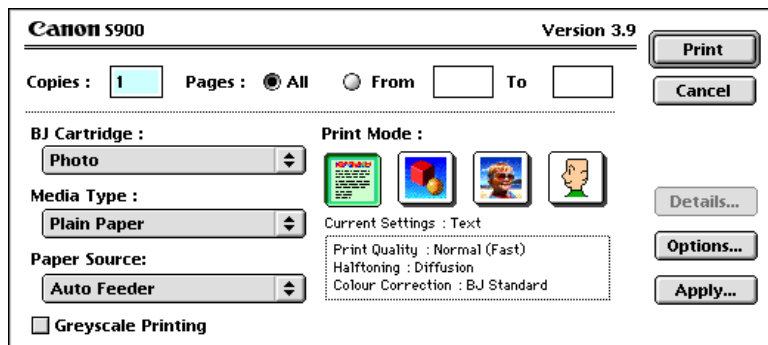 Canon S900 Version 3.9
Print
Copies : 1 Pages : All From To
Cancel
BJ Cartridge : Print Mode :
Photo
Media Type :
Plain Paper
Current Settings : Text
Details...
Print Quality : Normal (Fast)
Options...
Paper Source:
Halftoning : Diffusion
Auto Feeder
Colour Correction : BJ Standard
Apply...
Greyscale Printing